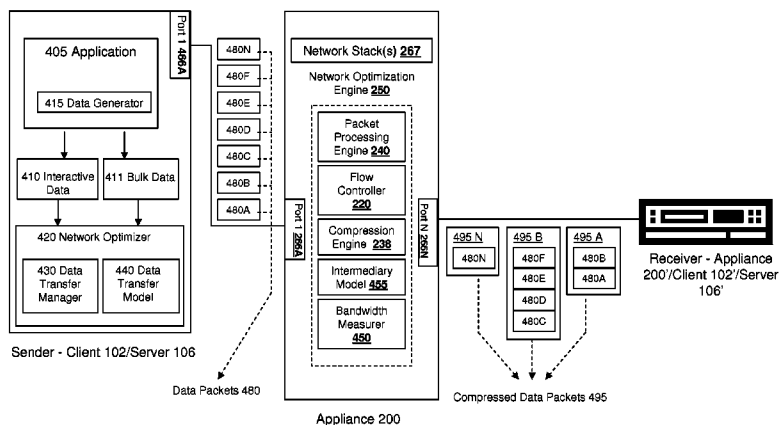 405 Application
415 Data Generator
410 Interactive
Data
411 Bulk Data
420 Network Optimizer
430 Data
Transfer
Manager
440 Data
Transfer
Model
Sender - Client 102/Server 106
Port 1 466A
480N
480F
480E
480D
480C
480B
480A
Data Packets 480
Port 1 266A
Network Stack(s) 267
Network Optimization
Engine 250
Packet
Processing
Engine 240
Flow
Controller
220
Compression
Engine 238
Intermediary
Model 455
Bandwidth
Measurer
450
Port N 266N
Appliance 200
495 N
480N
495 B
480F
480E
480D
480C
495 A
480B
480A
Compressed Data Packets 495
Receiver - Appliance
200'/Client 102'/Server
106'